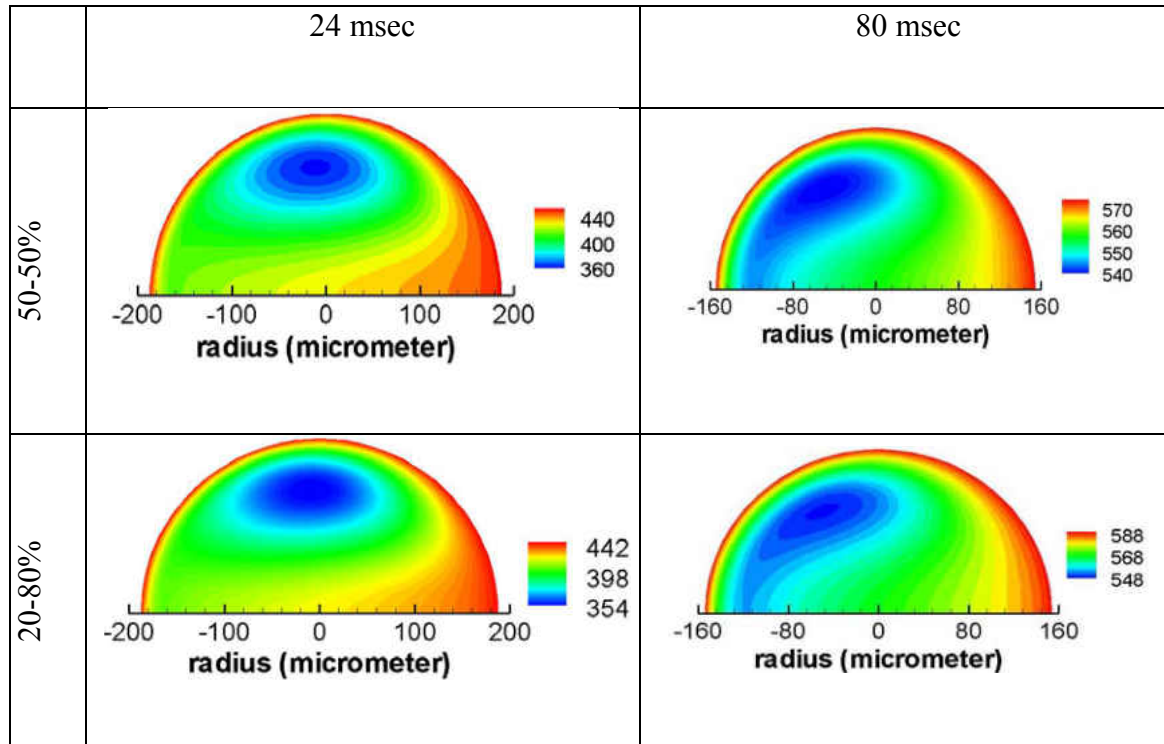 24 msec
80 msec
50-50%
440
400
360
-200 -100 0 100 200
radius (micrometer)
570
560
550
540
-160 -80 0 80 160
radius (micrometer)
20-80%
442
398
354
-200 -100 0 100 200
radius (micrometer)
588
568
548
-160 -80 0 80 160
radius (micrometer)